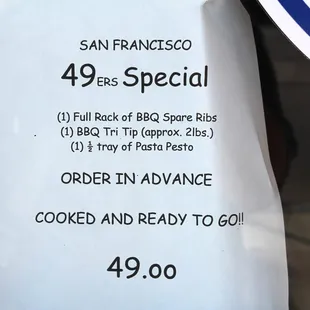 SAN FRANCISCO
49ERS Special
(1) Full Rack of BBQ Spare Ribs
(1) BBQ Tri Tip (approx. 2lbs.)
(1) ½ tray of Pasta Pesto
ORDER IN ADVANCE
COOKED AND READY TO GO!!
49.00